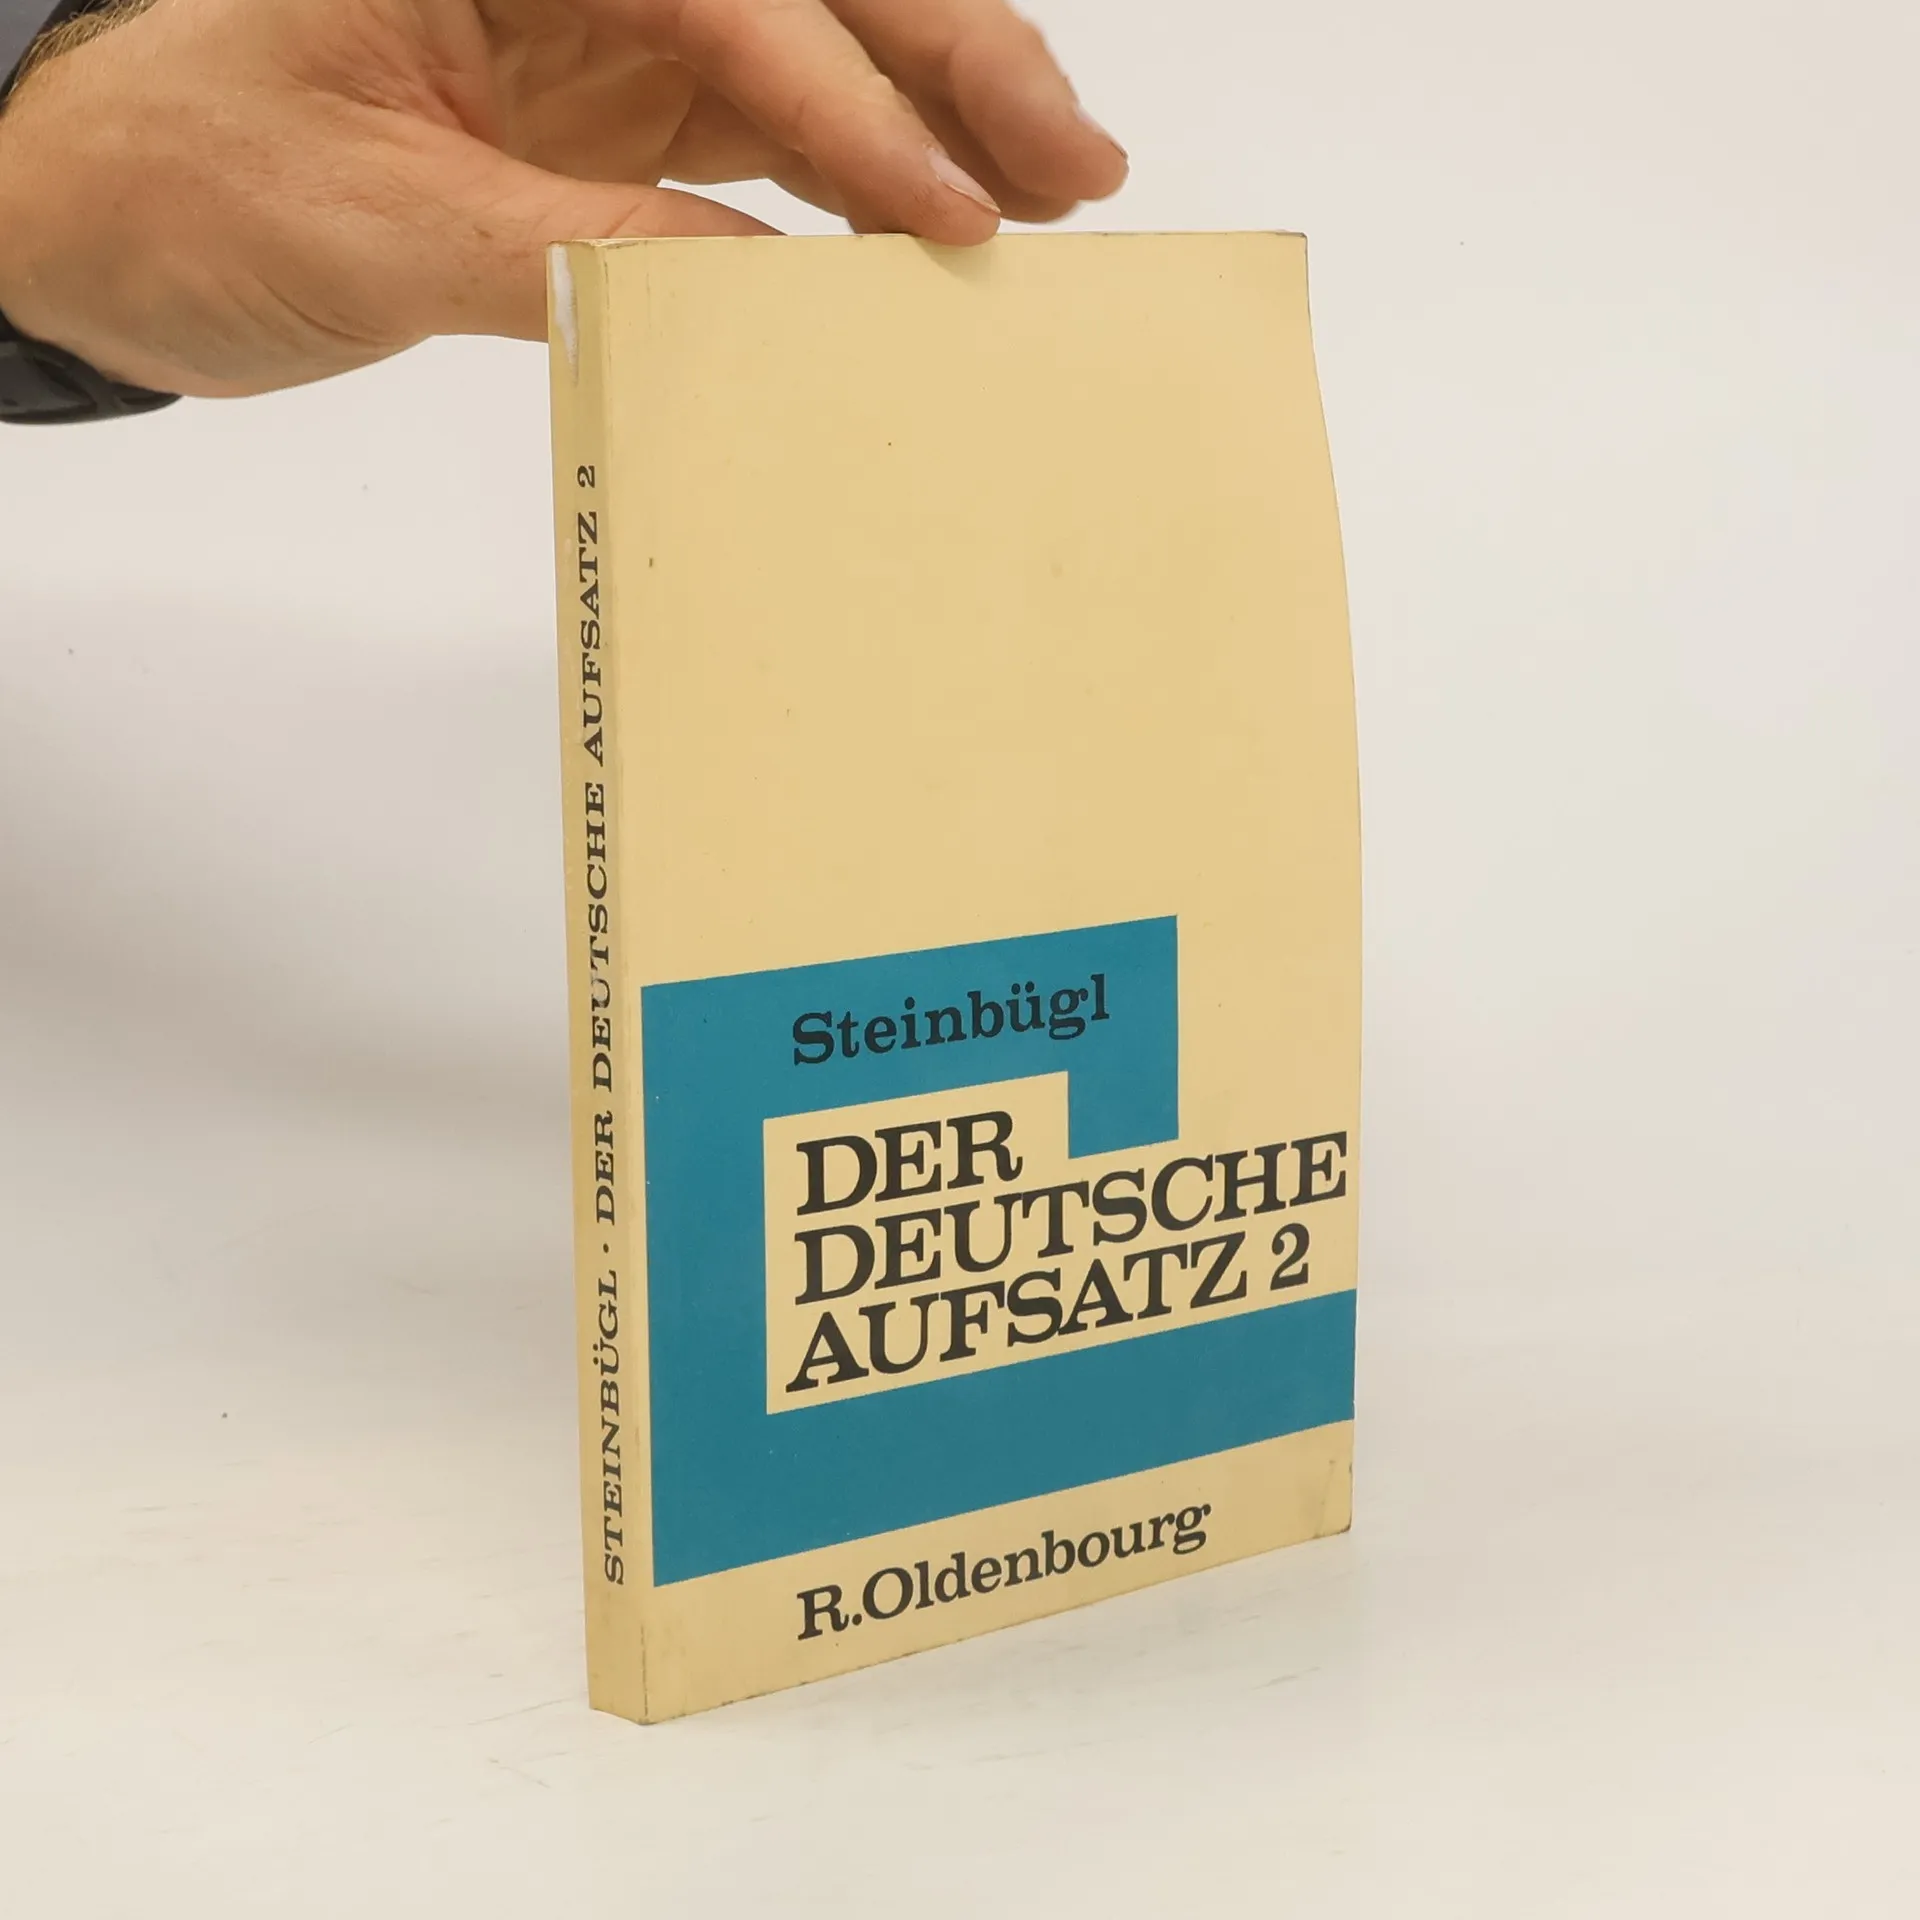 STEINBÜGL · DER DEUTSCHE AUFSATZ 2
Steinbügl
DER
DEUTSCHE
AUFSATZ 2
R.Oldenbourg